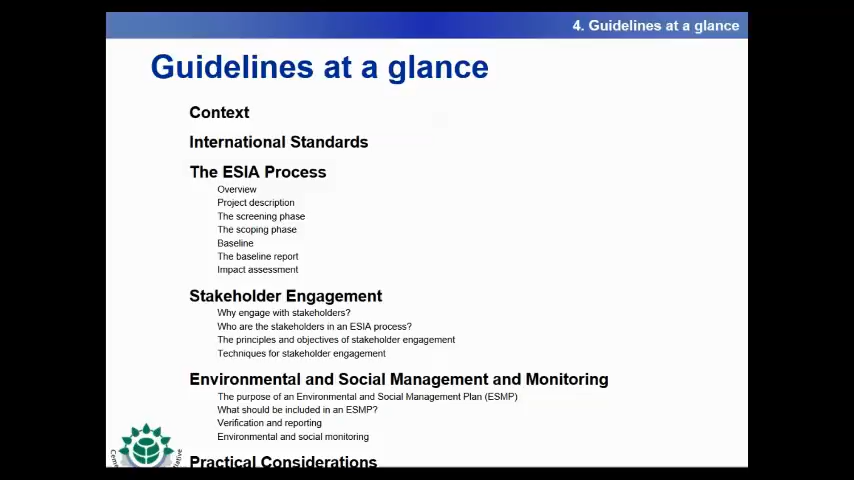 4. Guidelines at a glance
Guidelines at a glance
Context
International Standards
The ESIA Process
Overview
Project description
The screening phase
The scoping phase
Baseline
The baseline report
Impact assessment
Stakeholder Engagement
Why engage with stakeholders?
Who are the stakeholders in an ESIA process?
The principles and objectives of stakeholder engagement
Techniques for stakeholder engagement
Environmental and Social Management and Monitoring
The purpose of an Environmental and Social Management Plan (ESMP)
What should be included in an ESMP?
Verification and reporting
Environmental and social monitoring
Practical Considerations